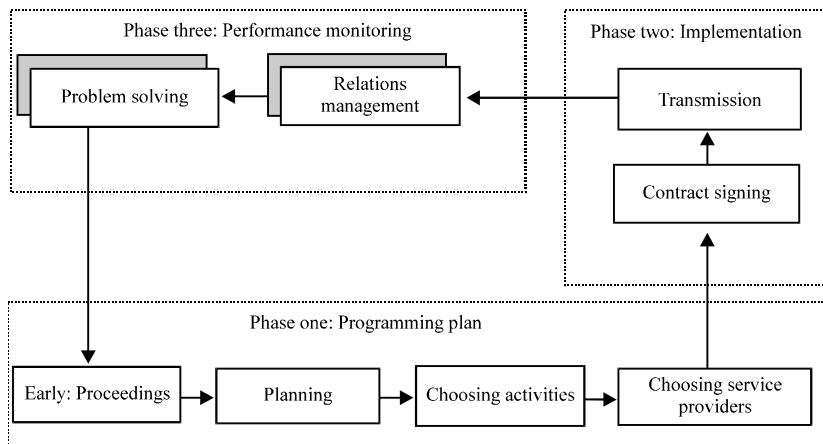 Phase three: Performance monitoring
Problem solving
Relations
management
Phase two: Implementation
Transmission
Contract signing
Phase one: Programming plan
Early: Proceedings
Planning
Choosing activities
Choosing service
providers